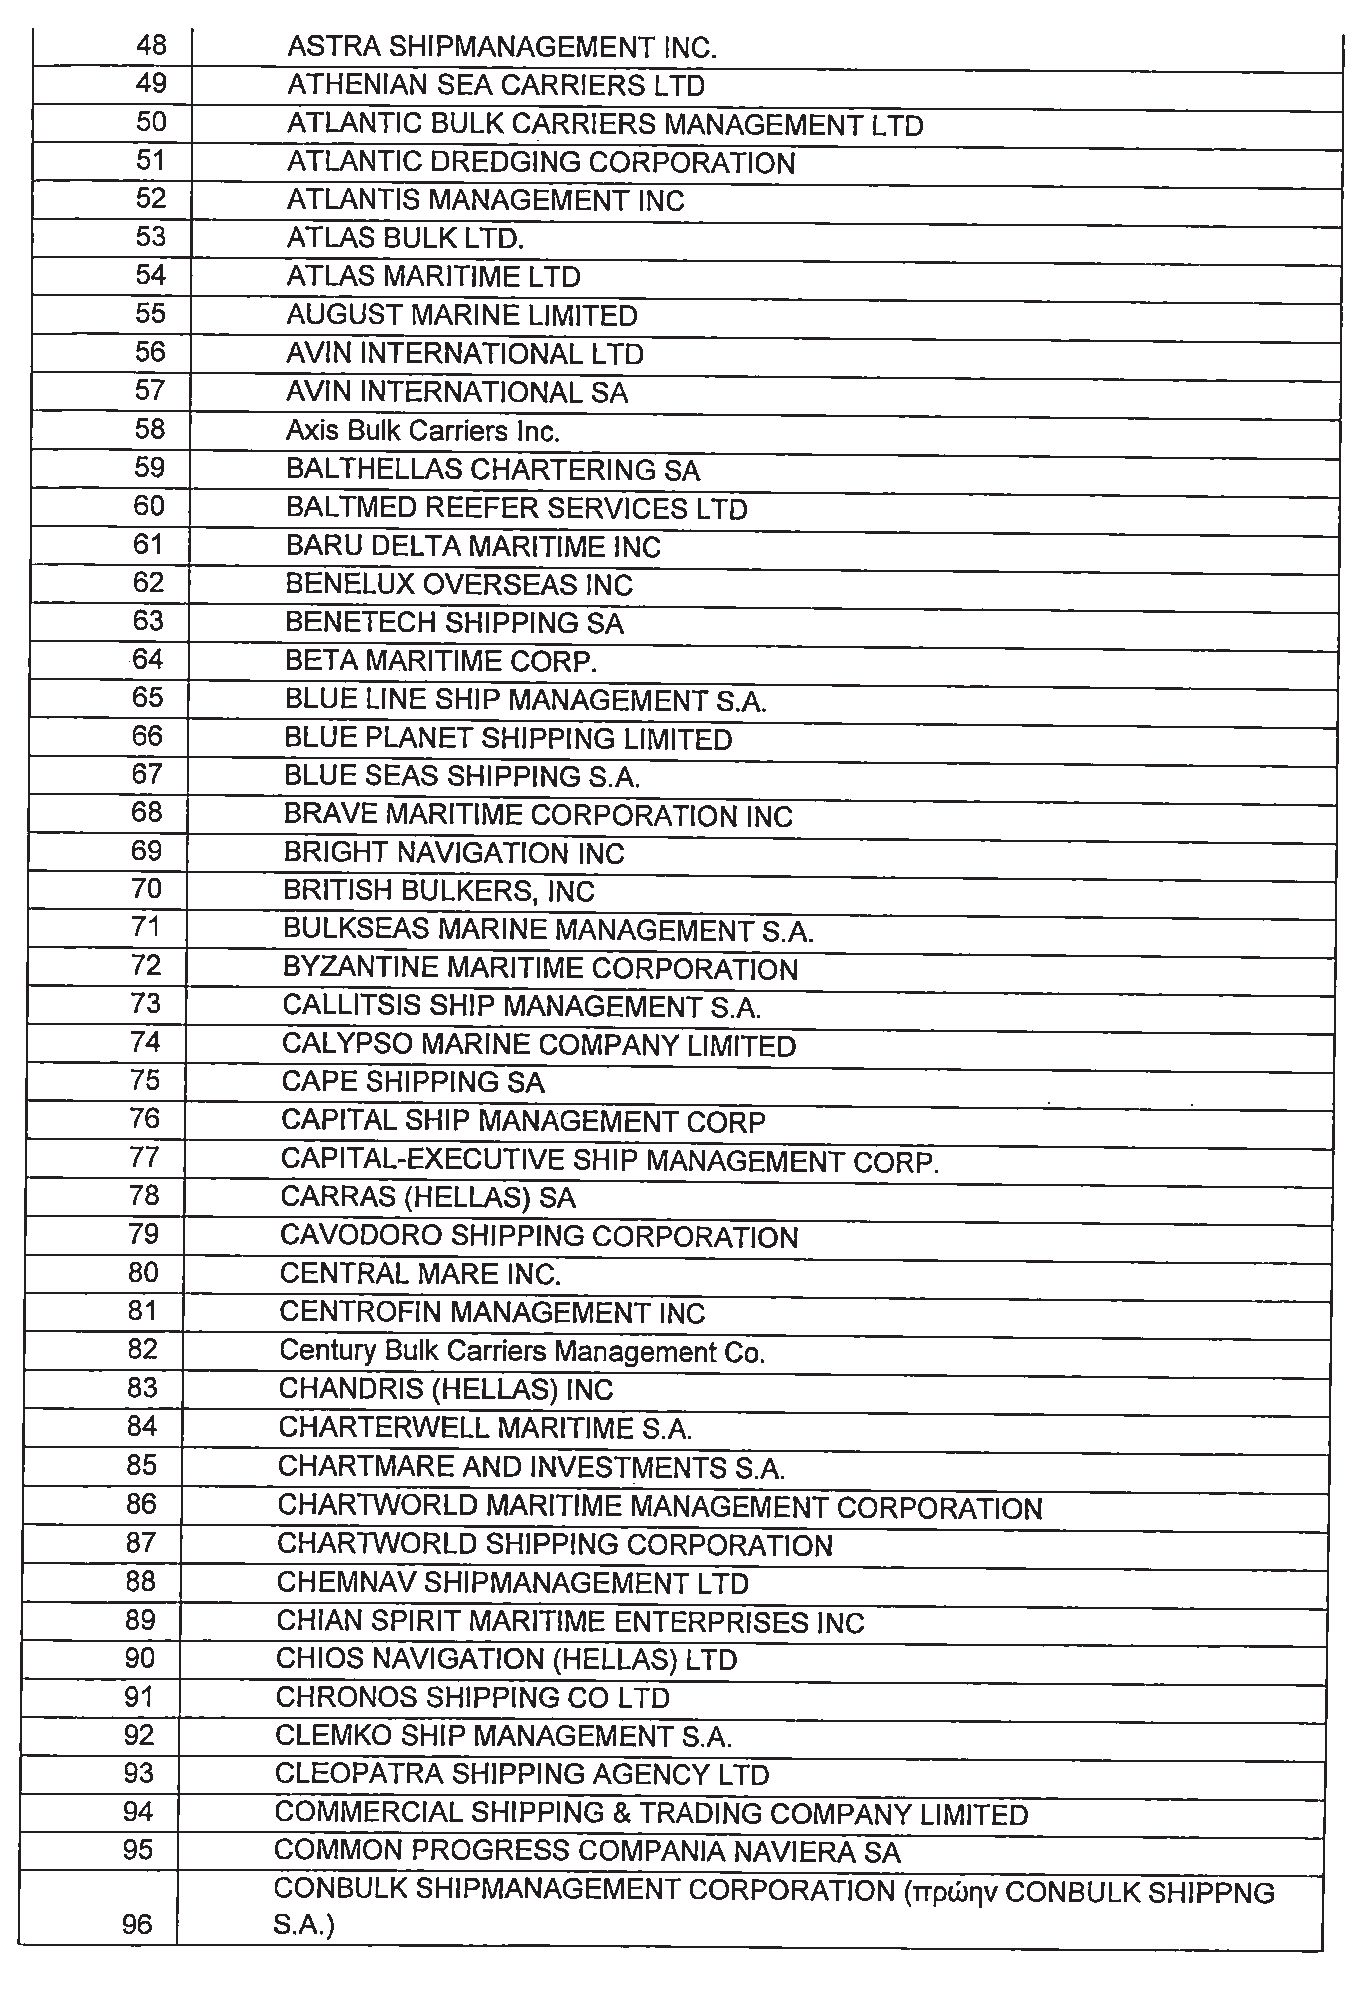 48 ASTRA SHIPMANAGEMENT INC.
49 ATHENIAN SEA CARRIERS LTD
50 ATLANTIC BULK CARRIERS MANAGEMENT LTD
51 ATLANTIC DREDGING CORPORATION
52 ATLANTIS MANAGEMENT INC
53 ATLAS BULK LTD.
54 ATLAS MARITIME LTD
55 AUGUST MARINE LIMITED
56 AVIN INTERNATIONAL LTD
57 AVIN INTERNATIONAL SA
58 Axis Bulk Carriers Inc.
59 BALTHELLAS CHARTERING SA
60 BALTMED REEFER SERVICES LTD
61 BARU DELTA MARITIME INC
62 BENELUX OVERSEAS INC
63 BENETECH SHIPPING SA
64 BETA MARITIME CORP.
65 BLUE LINE SHIP MANAGEMENT S.A.
66 BLUE PLANET SHIPPING LIMITED
67 BLUE SEAS SHIPPING S.A.
68 BRAVE MARITIME CORPORATION INC
69 BRIGHT NAVIGATION INC
70 BRITISH BULKERS, INC
71 BULKSEAS MARINE MANAGEMENT S.A.
72 BYZANTINE MARITIME CORPORATION
73 CALLITSIS SHIP MANAGEMENT S.A.
74 CALYPSO MARINE COMPANY LIMITED
75 CAPE SHIPPING SA
76 CAPITAL SHIP MANAGEMENT CORP
77 CAPITAL-EXECUTIVE SHIP MANAGEMENT CORP.
78 CARRAS (HELLAS) SA
79 CAVODORO SHIPPING CORPORATION
80 CENTRAL MARE INC.
81 CENTROFIN MANAGEMENT INC
82 Century Bulk Carriers Management Co.
83 CHANDRIS (HELLAS) INC
84 CHARTERWELL MARITIME S.A.
85 CHARTMARE AND INVESTMENTS S.A.
86 CHARTWORLD MARITIME MANAGEMENT CORPORATION
87 CHARTWORLD SHIPPING CORPORATION
88 CHEMNAV SHIPMANAGEMENT LTD
89 CHIAN SPIRIT MARITIME ENTERPRISES INC
90 CHIOS NAVIGATION (HELLAS) LTD
91 CHRONOS SHIPPING CO LTD
92 CLEMKO SHIP MANAGEMENT S.A.
93 CLEOPATRA SHIPPING AGENCY LTD
94 COMMERCIAL SHIPPING & TRADING COMPANY LIMITED
95 COMMON PROGRESS COMPANIA NAVIERA SA
CONBULK SHIPMANAGEMENT CORPORATION (πρώην CONBULK SHIPPNG
96 S.A.)